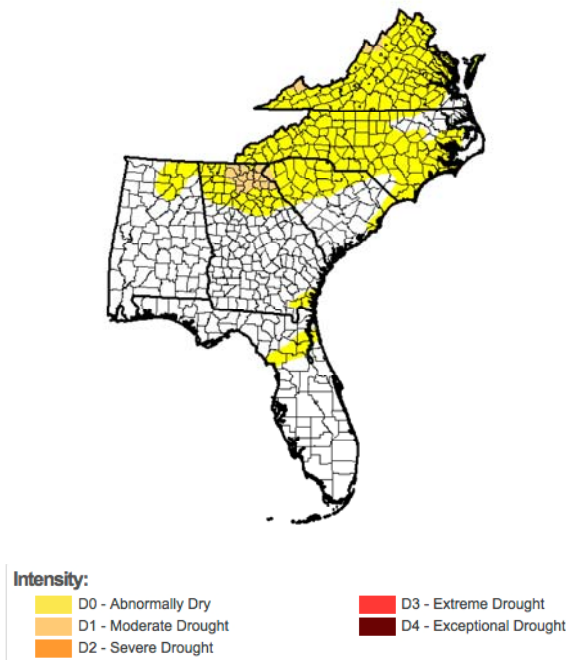 Intensity:
D0 - Abnormally Dry
D1 - Moderate Drought
D2 - Severe Drought
D3 - Extreme Drought
D4 - Exceptional Drought